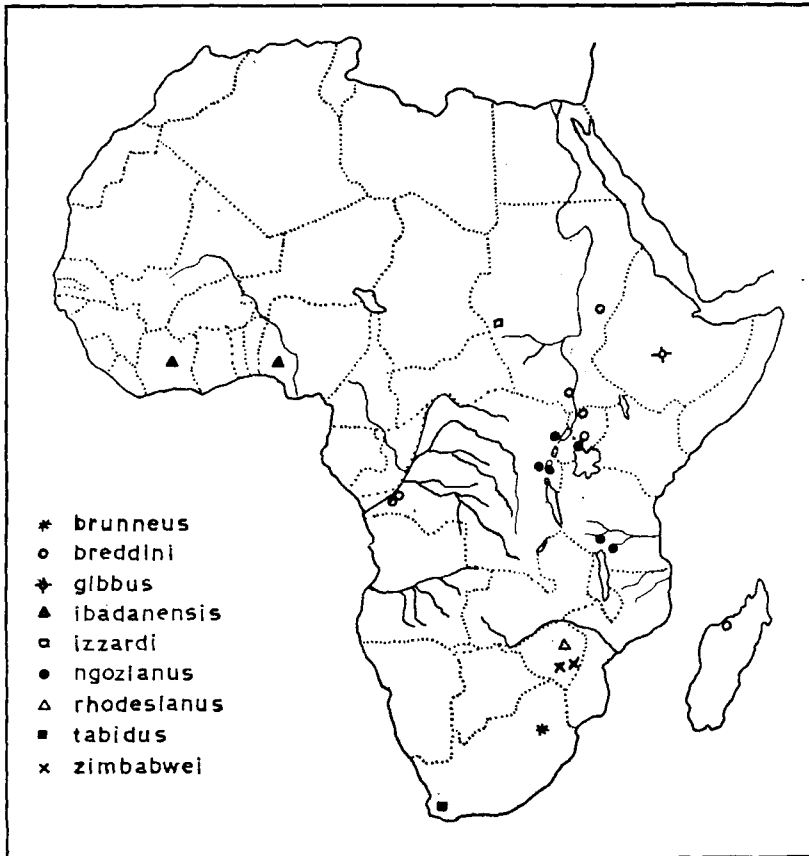 brunneus
breddini
gibbus
ibadanensis
izzardi
ngozianus
rhodesianus
tabidus
zimbabwei